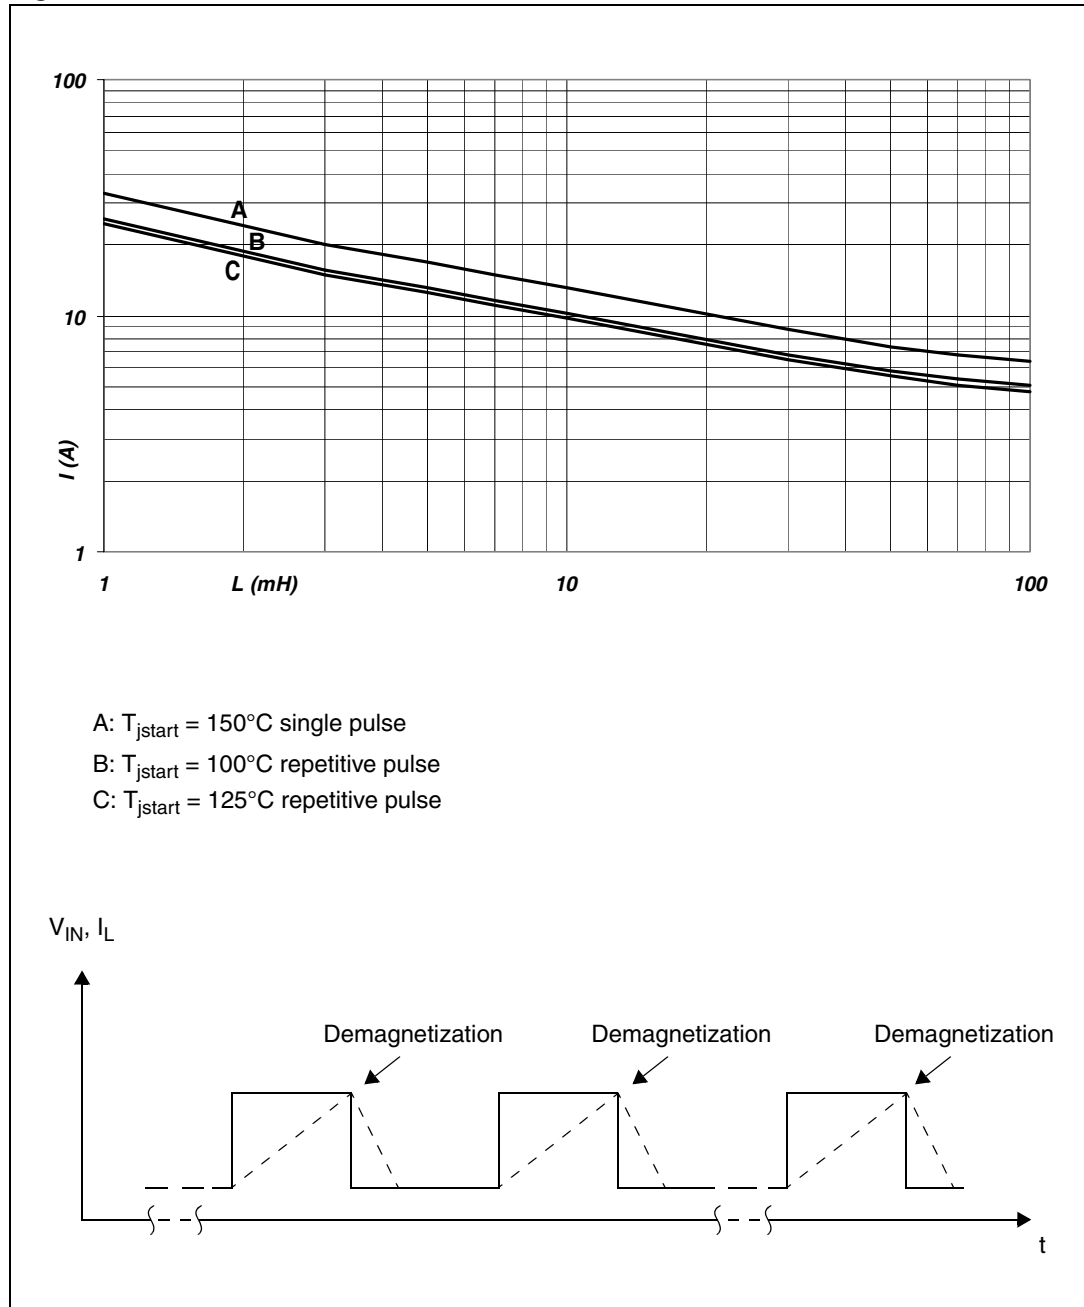 100
A
B
C
10
I (A)
1
1 L (mH) 10 100
A: Tjstart = 150°C single pulse
B: Tjstart = 100°C repetitive pulse
C: Tjstart = 125°C repetitive pulse
VIN, IL
Demagnetization Demagnetization Demagnetization
t